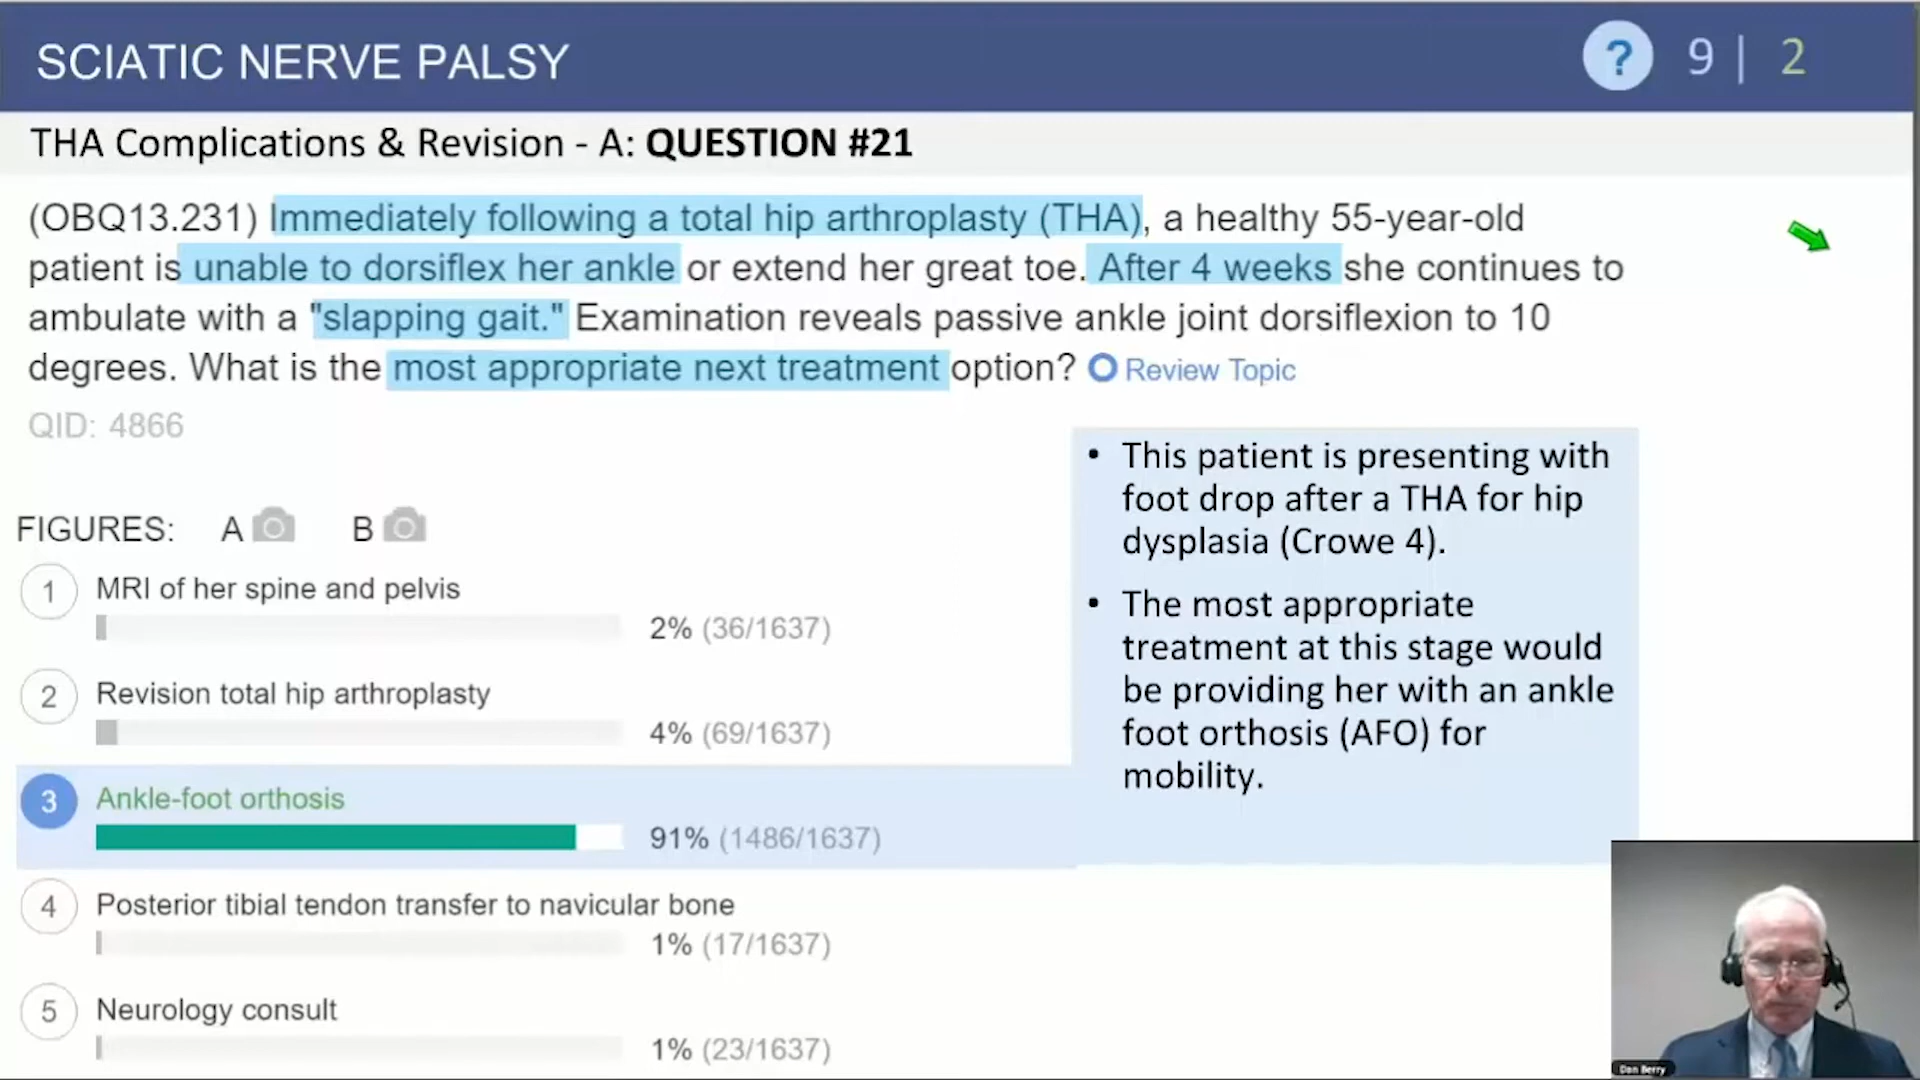 SCIATIC NERVE PALSY
? 9 | 2
THA Complications & Revision - A: QUESTION #21
(OBQ13.231) Immediately following a total hip arthroplasty (THA), a healthy 55-year-old
patient is unable to dorsiflex her ankle or extend her great toe. After 4 weeks she continues to
ambulate with a "slapping gait." Examination reveals passive ankle joint dorsiflexion to 10
degrees. What is the most appropriate next treatment option? Review Topic
QID: 4866
FIGURES: A B
1 MRI of her spine and pelvis
2% (36/1637)
2 Revision total hip arthroplasty
4% (69/1637)
3 Ankle-foot orthosis
91% (1486/1637)
4 Posterior tibial tendon transfer to navicular bone
1% (17/1637)
5 Neurology consult
1% (23/1637)
• This patient is presenting with
foot drop after a THA for hip
dysplasia (Crowe 4).
• The most appropriate
treatment at this stage would
be providing her with an ankle
foot orthosis (AFO) for
mobility.
Dan Berry